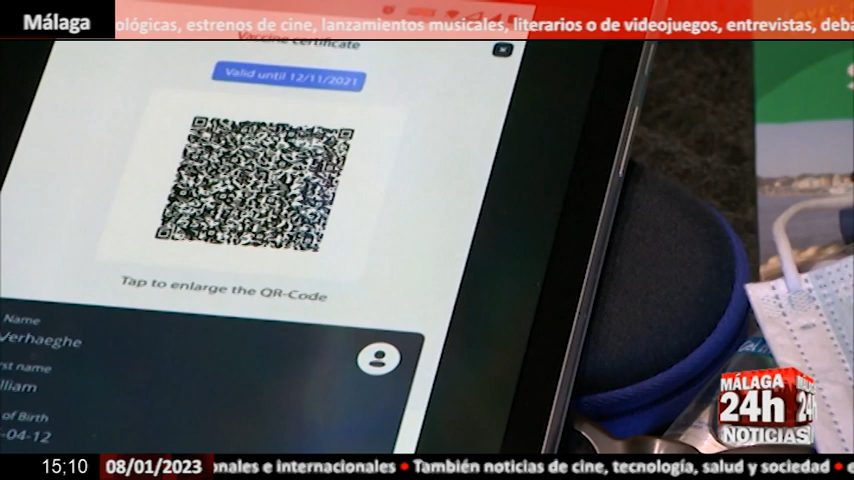 Málaga
ológicas, estrenos de cine, lanzamientos musicales, literarios o de videojuegos, entrevistas, deba
Vaccine certificate
Valid until 12/11/2021
Tap to enlarge the QR-Code
Name
Verhaeghe
rst name
lliam
of Birth
-04-12
MÁLAGA
24h
NOTICIAS
15:10 08/01/2023 onales e internacionales • También noticias de cine, tecnología, salud y sociedad • e